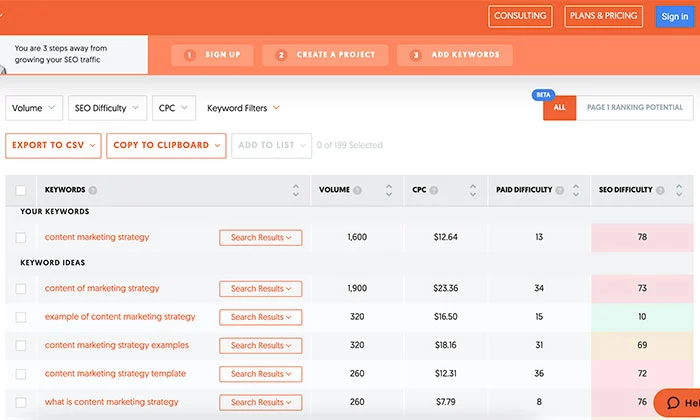 CONSULTING PLANS & PRICING Sign in
You are 3 steps away from
growing your SEO traffic
1 SIGN UP 2 CREATE A PROJECT 3 ADD KEYWORDS
Volume SEO Difficulty CPC Keyword Filters
BETA
ALL PAGE 1 RANKING POTENTIAL
EXPORT TO CSV COPY TO CLIPBOARD ADD TO LIST 0 of 199 Selected
KEYWORDS ? VOLUME ? CPC ? PAID DIFFICULTY ? SEO DIFFICULTY ?
YOUR KEYWORDS
content marketing strategy Search Results 1,600 $12.64 13 78
KEYWORD IDEAS
content of marketing strategy Search Results 1,900 $23.36 34 73
example of content marketing strategy Search Results 320 $16.50 15 10
content marketing strategy examples Search Results 320 $18.16 31 69
content marketing strategy template Search Results 260 $12.31 36 72
what is content marketing strategy Search Results 260 $7.79 8 76
Hel